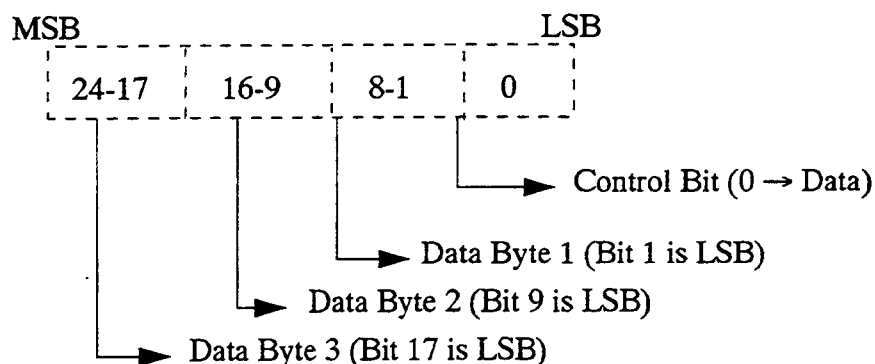 MSB LSB
24-17 16-9 8-1 0
Control Bit (0 → Data)
Data Byte 1 (Bit 1 is LSB)
Data Byte 2 (Bit 9 is LSB)
Data Byte 3 (Bit 17 is LSB)